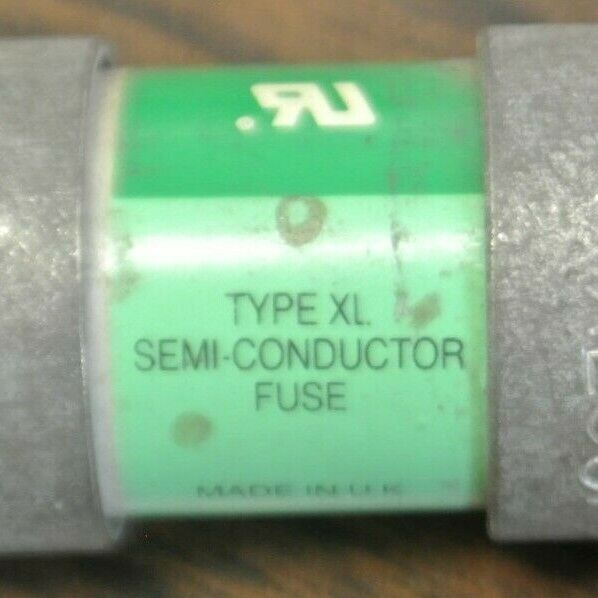 TYPE XL
SEMI-CONDUCTOR
FUSE
MADE IN U.K